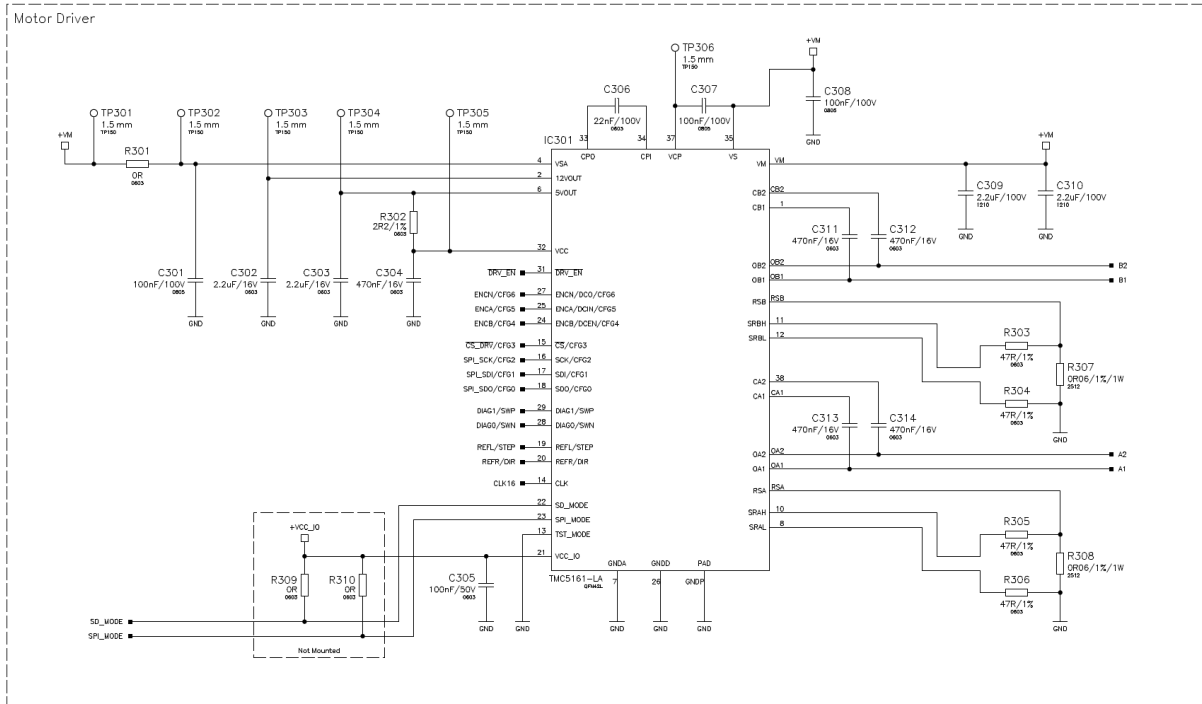 Motor Driver
+VM
TP306
1.5 mm
TP150
C306
22nF/100V
0603
C307
100nF/100V
0805
C308
100nF/100V
0805
GND
TP301
1.5 mm
TP150
TP302
1.5 mm
TP150
TP303
1.5 mm
TP150
TP304
1.5 mm
TP150
TP305
1.5 mm
TP150
+VM
R301
0R
0603
IC301
33
34
37
35
CPO
CPI
VCP
VS
4
VSA
2
12VOUT
6
5VOUT
R302
2R2/1%
0603
32
VCC
C301
100nF/100V
0805
GND
C302
2.2uF/16V
0603
GND
C303
2.2uF/16V
0603
GND
C304
470nF/16V
0603
GND
DRV_EN
31
DRV_EN
ENCN/CFG6
27
ENCN/DCO/CFG6
ENCA/CFG5
25
ENCA/DCIN/CFG5
ENCB/CFG4
24
ENCB/DCEN/CFG4
CS_DRV/CFG3
15
CS/CFG3
SPI_SCK/CFG2
16
SCK/CFG2
SPI_SDI/CFG1
17
SDI/CFG1
SPI_SDO/CFG0
18
SDO/CFG0
DIAG1/SWP
29
DIAG1/SWP
DIAG0/SWN
28
DIAG0/SWN
REFL/STEP
19
REFL/STEP
REFR/DIR
20
REFR/DIR
CLK16
14
CLK
22
SD_MODE
23
SPI_MODE
13
TST_MODE
21
VCC_IO
+VCC_IO
R309
0R
0603
R310
0R
0603
Not Mounted
SD_MODE
SPI_MODE
C305
100nF/50V
0603
GND
GND
TMC5161-LA
QFN42L
GNDA
7
GND
GNDD
26
GND
PAD
GNDP
GND
VM
VM
+VM
C309
2.2uF/100V
1210
GND
C310
2.2uF/100V
1210
GND
CB2
CB2
CB1
1
C311
470nF/16V
0603
C312
470nF/16V
0603
OB2
OB2
B2
OB1
OB1
B1
RSB
RSB
SRBH
11
SRBL
12
R303
47R/1%
0603
R304
47R/1%
0603
R307
0R06/1%/1W
2512
GND
CA2
38
CA1
CA1
C313
470nF/16V
0603
C314
470nF/16V
0603
OA2
OA2
A2
OA1
OA1
A1
RSA
RSA
SRAH
10
SRAL
8
R305
47R/1%
0603
R306
47R/1%
0603
R308
0R06/1%/1W
2512
GND